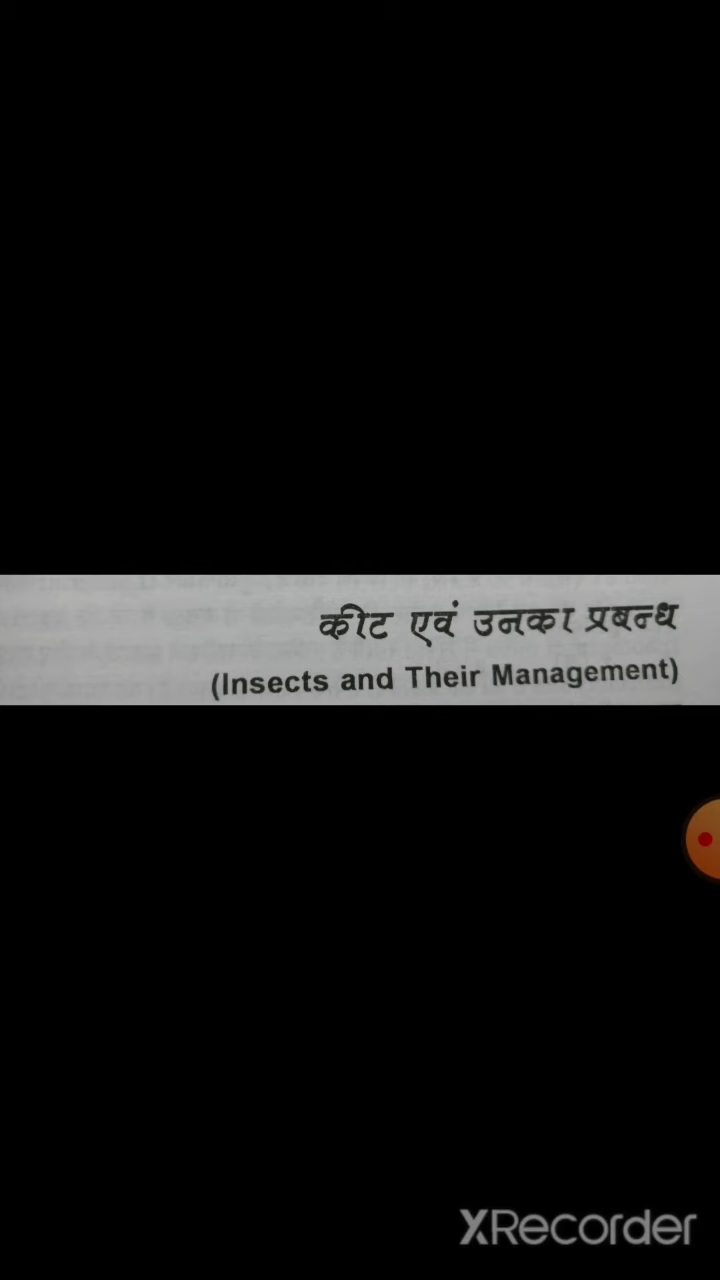 कीट एवं उनका प्रबन्ध
(Insects and Their Management)
XRecorder